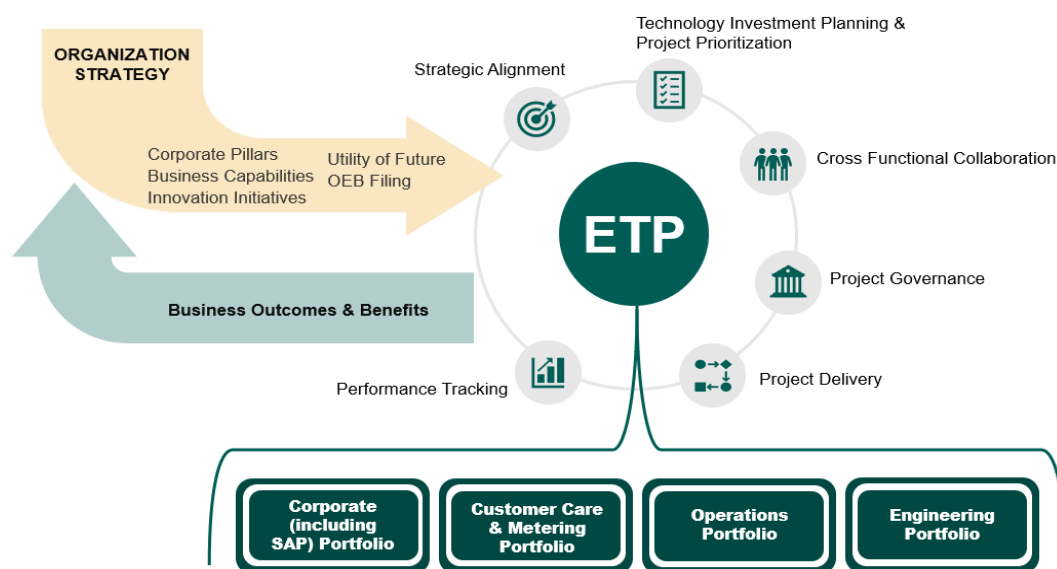 ORGANIZATION
STRATEGY
Corporate Pillars
Business Capabilities
Innovation Initiatives
Utility of Future
OEB Filing
Business Outcomes & Benefits
Strategic Alignment
Technology Investment Planning &
Project Prioritization
Cross Functional Collaboration
Project Governance
Project Delivery
Performance Tracking
ETP
Corporate
(including
SAP) Portfolio
Customer Care
& Metering
Portfolio
Operations
Portfolio
Engineering
Portfolio